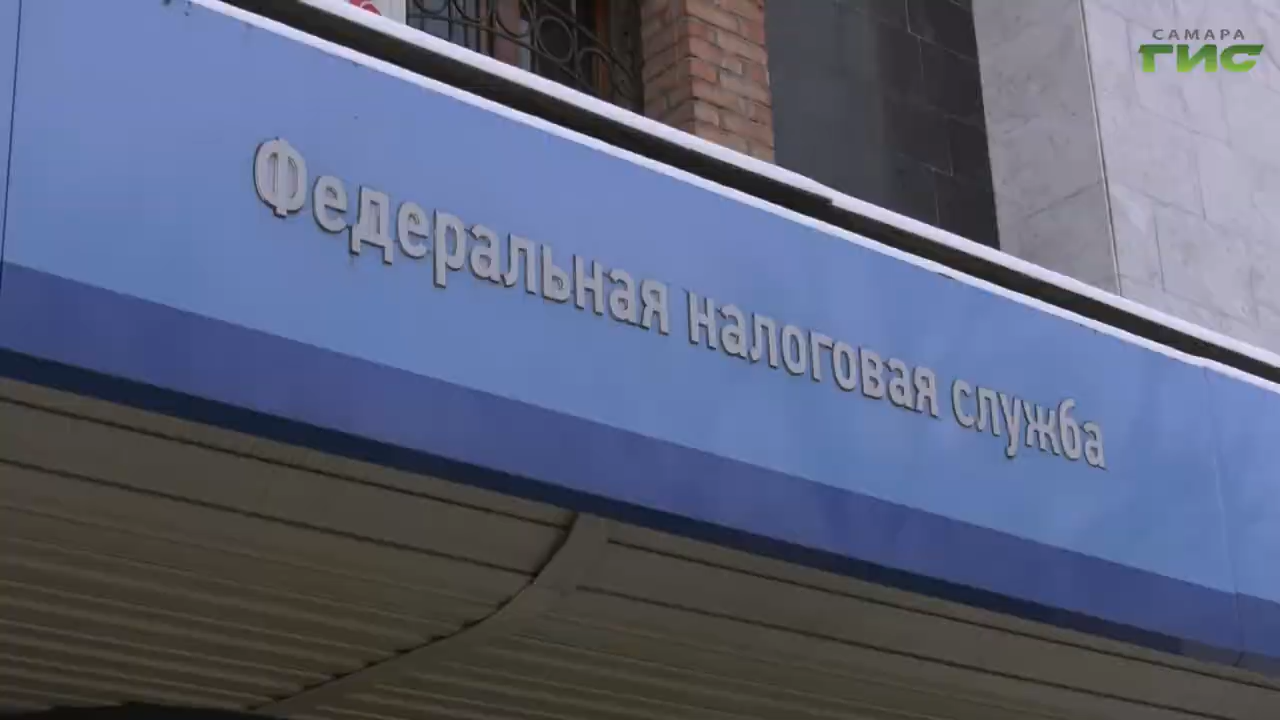 САМАРА
ГИС
Федеральная налоговая служба